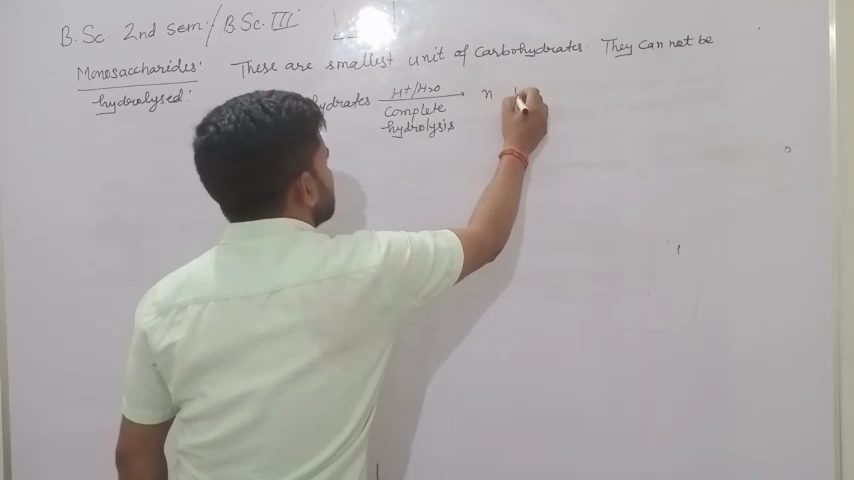 B.Sc. 2nd sem:/B.Sc.III
Monosaccharides: These are smallest unit of Carbohydrates. They can not be
hydrolysed: hydrates H+/H2O n
Complete
hydrolysis